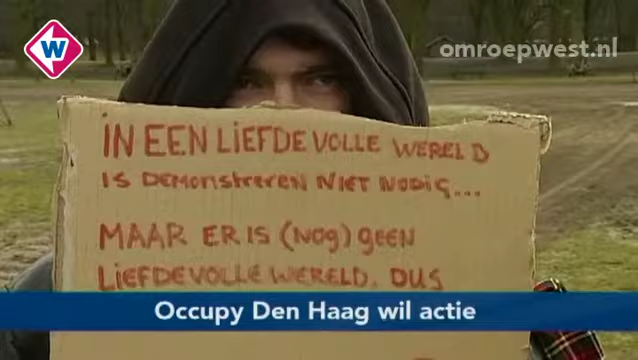 W
omroepwest.nl
iN EEN LiEFDEVOLLE WERELD
is DEMONSTREREN NiET NODiG...
MAAR ER IS (NOG) GEEN
LiEFDEVOLLE WERELD. DUS
Occupy Den Haag wil actie